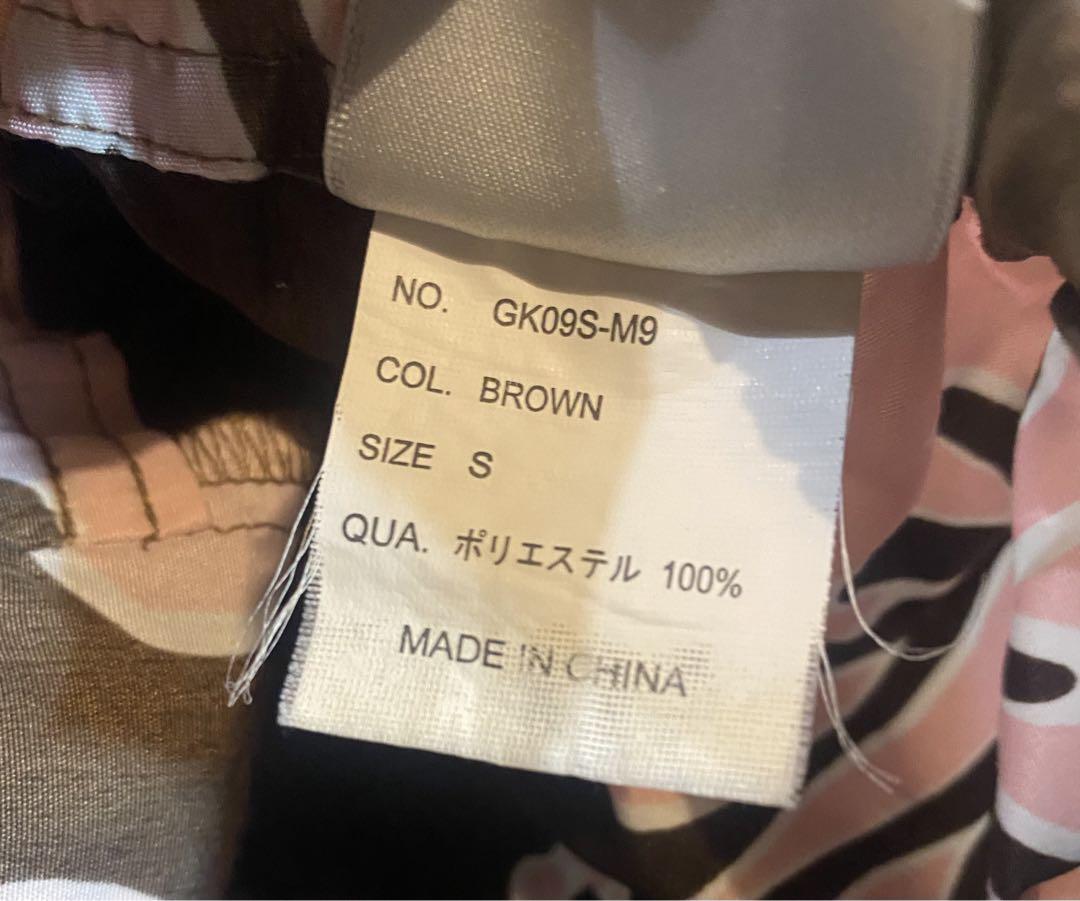 NO. GK09S-M9
COL. BROWN
SIZE S
QUA. ポリエステル 100%
MADE IN CHINA